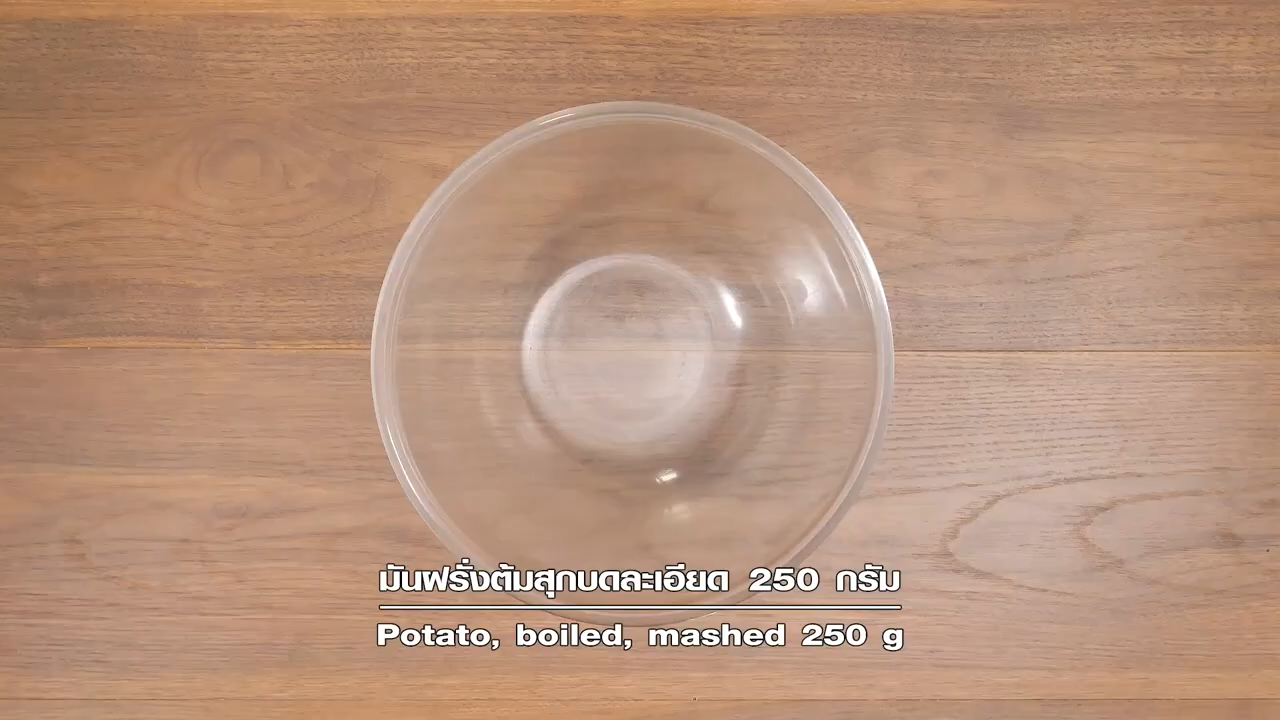 มันฝรั่งต้มสุกบดละเอียด 250 กรัม
Potato, boiled, mashed 250 g